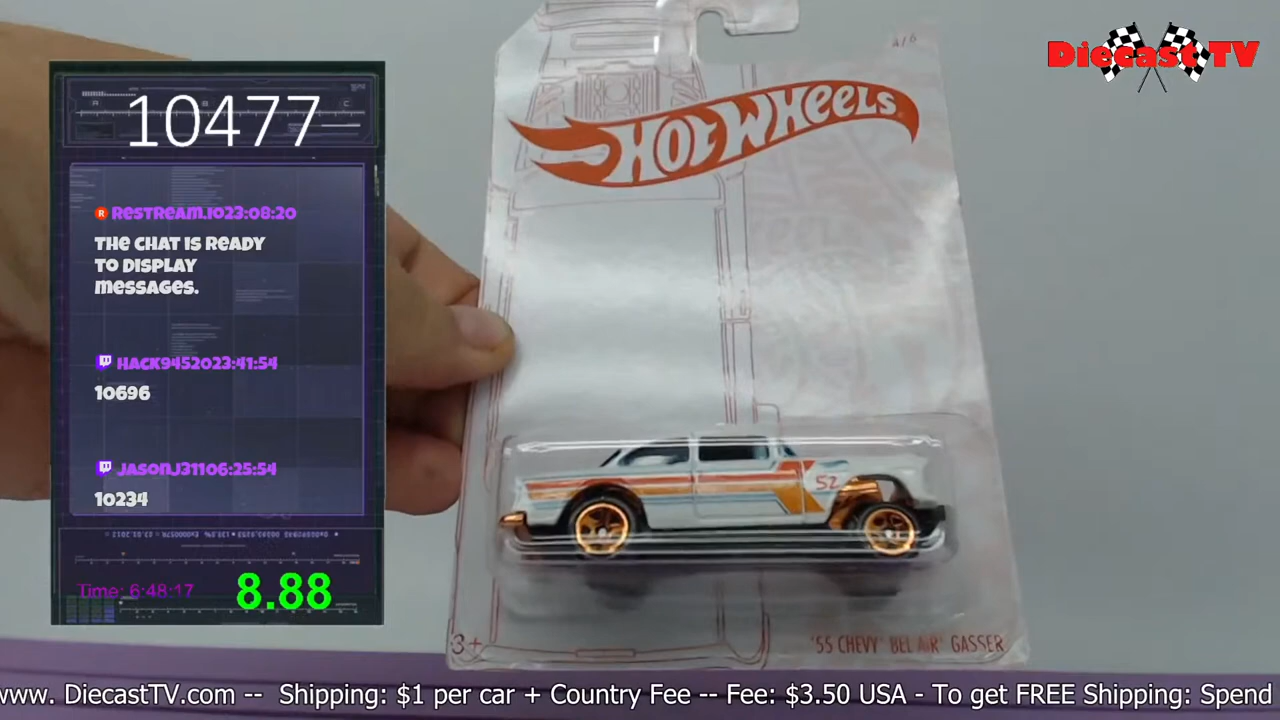 10477
Restream.io23:08:20
The chat is ready
to display
messages.
hack9452023:41:54
10696
JasonJ31106:25:54
10234
Time: 6:48:17
8.88
4/6
HOT WHEELS
52
3+
'55 CHEVY BEL AIR GASSER
Diecast TV
www. DiecastTV.com -- Shipping: $1 per car + Country Fee -- Fee: $3.50 USA - To get FREE Shipping: Spend